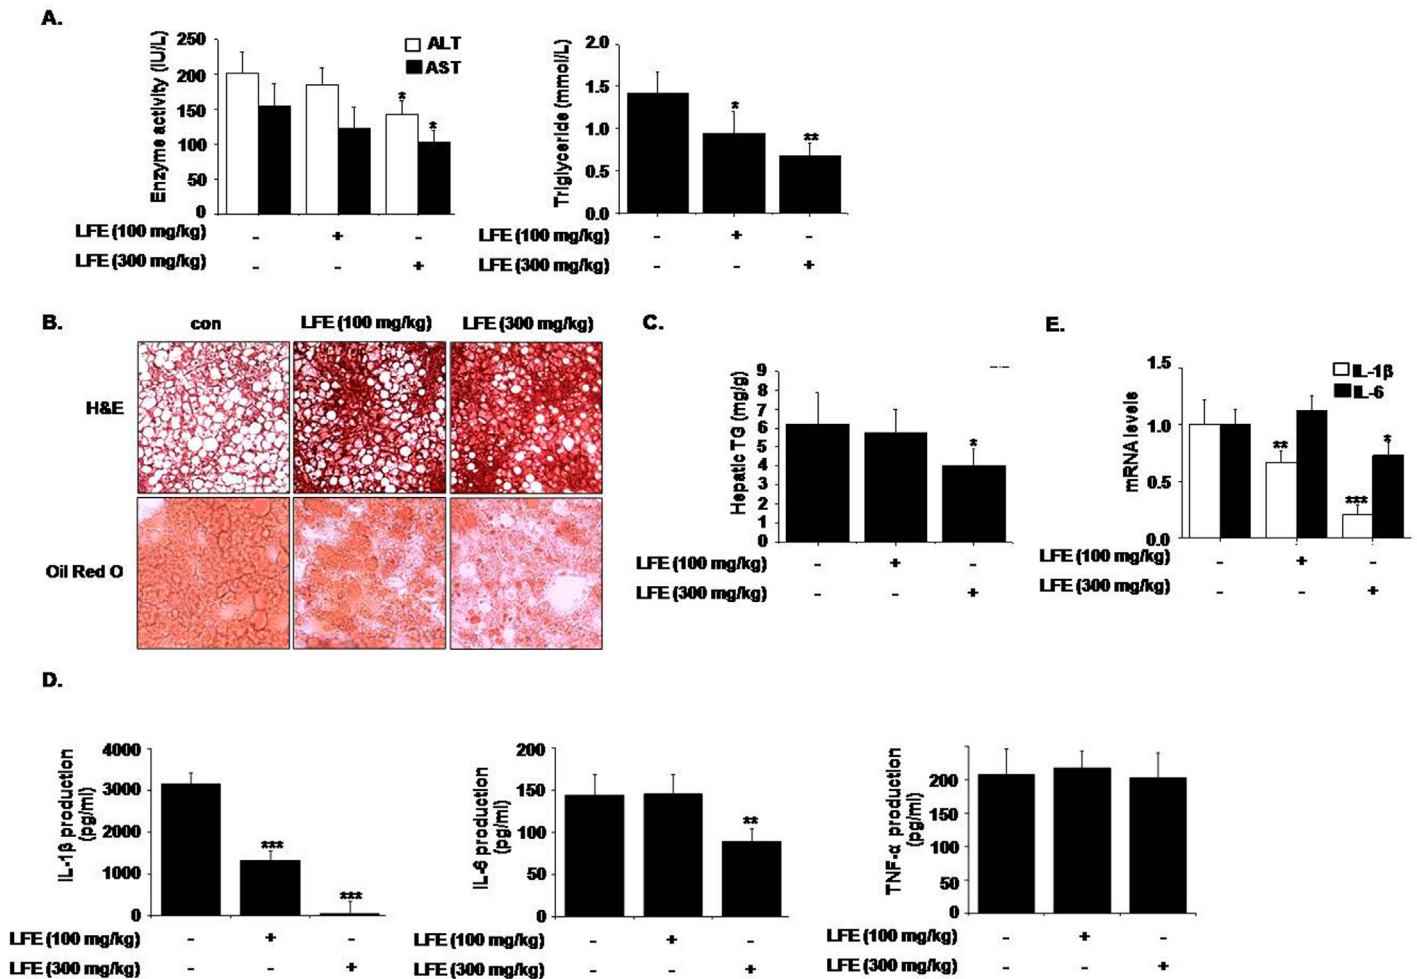 A.
Enzyme activity (IU/L)
250
200
150
100
50
0
ALT
AST
*
*
LFE (100 mg/kg) - + -
LFE (300 mg/kg) - - +
Triglyceride (mmol/L)
2.0
1.5
1.0
0.5
0.0
*
**
LFE (100 mg/kg) - + -
LFE (300 mg/kg) - - +
B.
con LFE (100 mg/kg) LFE (300 mg/kg)
H&E
Oil Red O
C.
Hepatic TG (mg/g)
9
8
7
6
5
4
3
2
1
0
*
LFE (100 mg/kg) - + -
LFE (300 mg/kg) - - +
E.
mRNA levels
1.5
1.0
0.5
0.0
IL-1β
IL-6
**
***
*
LFE (100 mg/kg) - + -
LFE (300 mg/kg) - - +
D.
IL-1β production
(pg/ml)
4000
3000
2000
1000
0
***
***
LFE (100 mg/kg) - + -
LFE (300 mg/kg) - - +
IL-6 production
(pg/ml)
200
150
100
50
0
**
LFE (100 mg/kg) - + -
LFE (300 mg/kg) - - +
TNF-α production
(pg/ml)
200
150
100
50
0
LFE (100 mg/kg) - + -
LFE (300 mg/kg) - - +